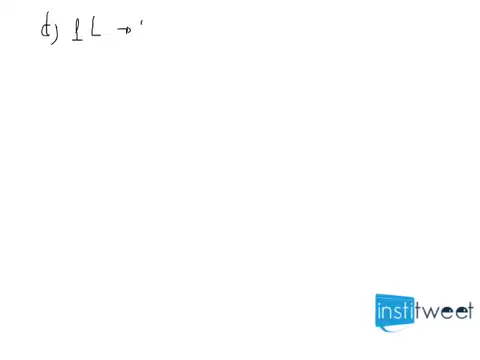 d) 1 L →
institweet